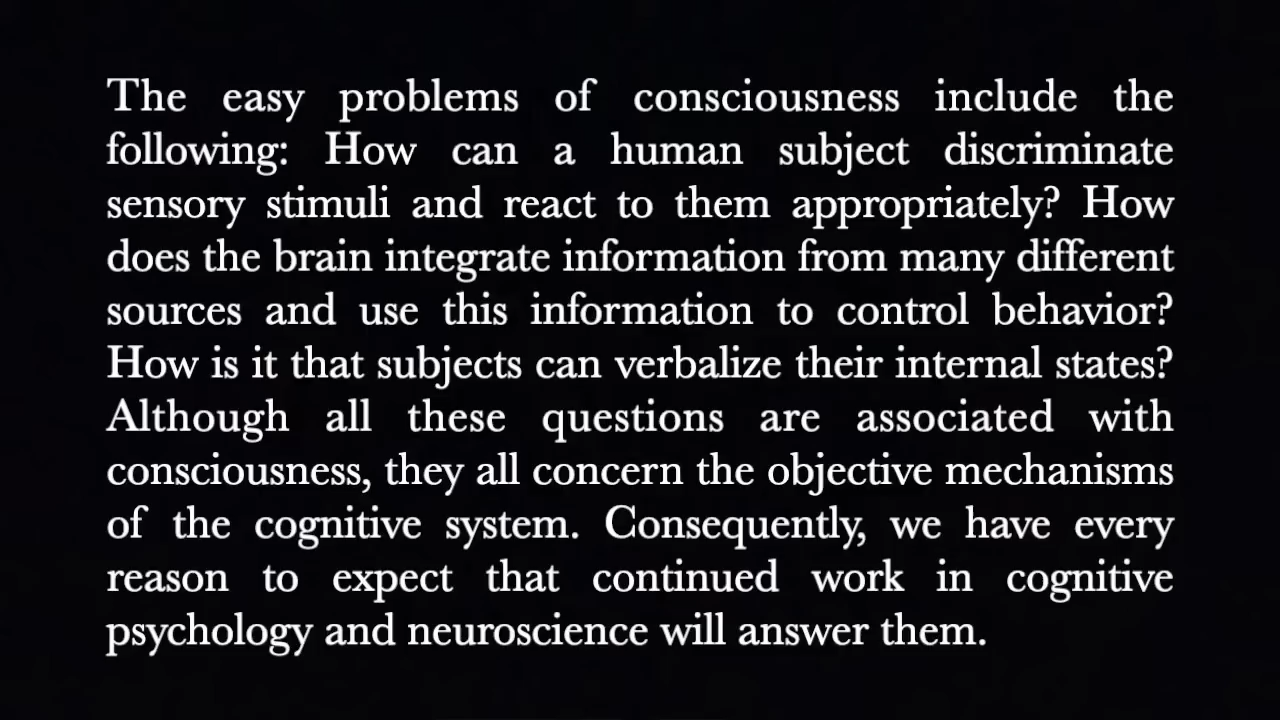 The easy problems of consciousness include the
following: How can a human subject discriminate
sensory stimuli and react to them appropriately? How
does the brain integrate information from many different
sources and use this information to control behavior?
How is it that subjects can verbalize their internal states?
Although all these questions are associated with
consciousness, they all concern the objective mechanisms
of the cognitive system. Consequently, we have every
reason to expect that continued work in cognitive
psychology and neuroscience will answer them.